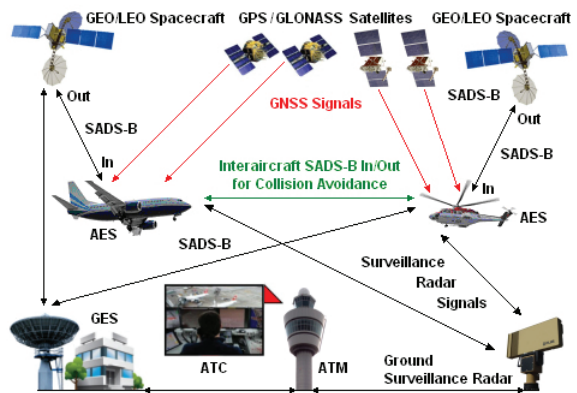 GEO/LEO Spacecraft
GPS / GLONASS Satellites
GEO/LEO Spacecraft
Out
GNSS Signals
SADS-B
Out
SADS-B
SADS-B
In
Interaircraft SADS-B In/Out
for Collision Avoidance
In
AES
SADS-B
AES
Surveillance
Radar
Signals
GES
ATC
ATM
Ground
Surveillance Radar